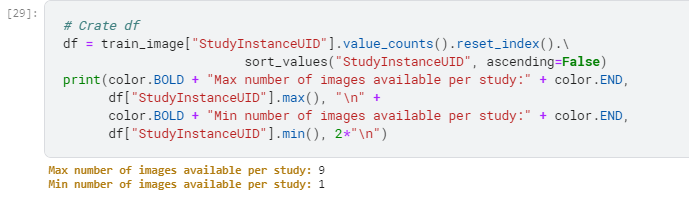 [29]:
# Crate df
df = train_image["StudyInstanceUID"].value_counts().reset_index().\
sort_values("StudyInstanceUID", ascending=False)
print(color.BOLD + "Max number of images available per study:" + color.END,
df["StudyInstanceUID"].max(), "\n" +
color.BOLD + "Min number of images available per study:" + color.END,
df["StudyInstanceUID"].min(), 2*"\n")
Max number of images available per study: 9
Min number of images available per study: 1